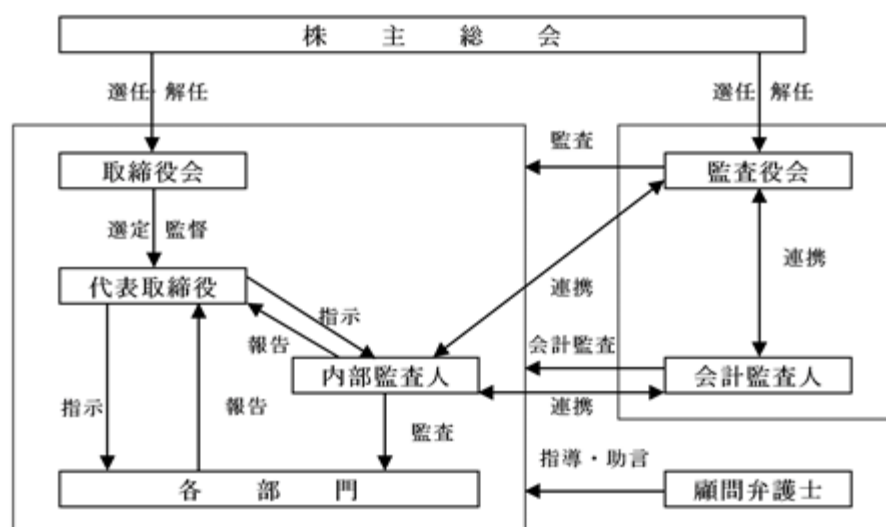 株主総会
選任・解任
選任 解任
監査
取締役会
監査役会
選定 監督
連携
代表取締役
連携
指示
報告
会計監査
内部監査人
会計監査人
指示
報告
連携
監査
指導・助言
各部門
顧問弁護士